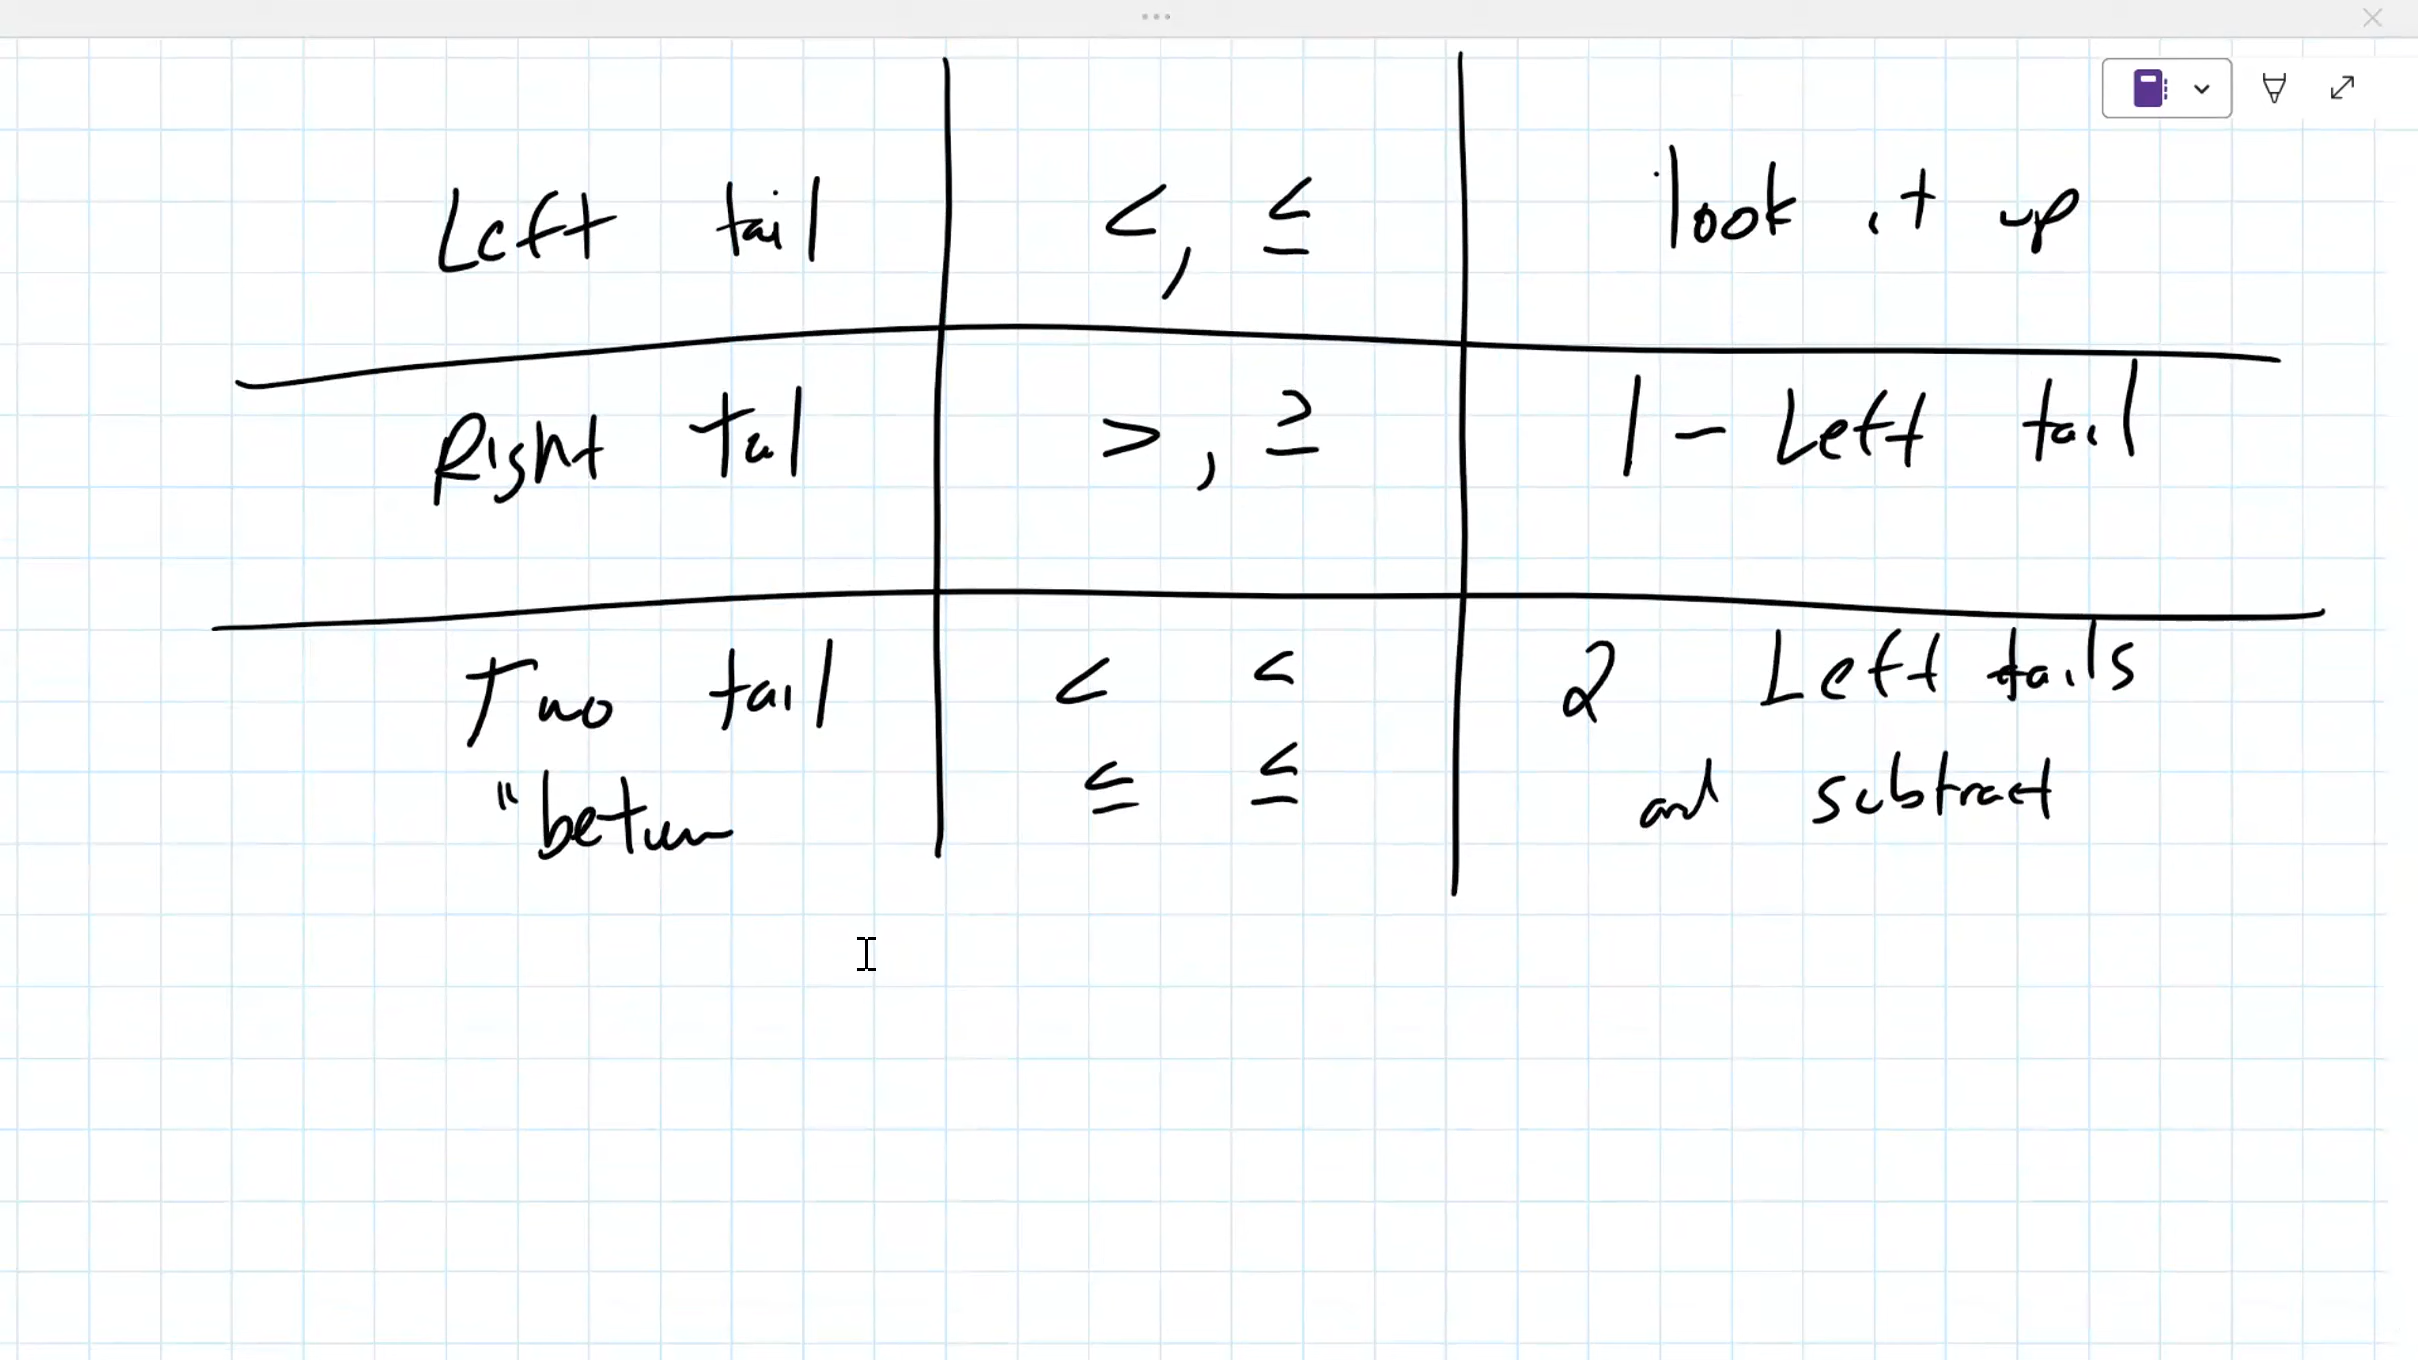 Left tail <, ≤ look it up
Right tail >, ≥ 1 - Left tail
Two tail < < 2 Left tails
"between ≤ ≤ and subtract